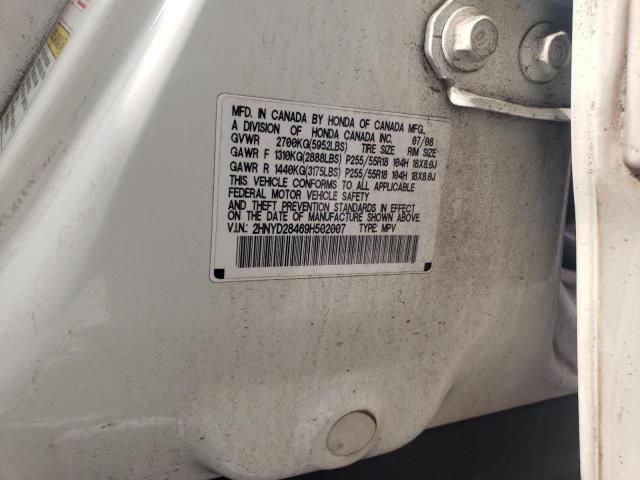 MFD. IN CANADA BY HONDA OF CANADA MFG.,
A DIVISION OF HONDA CANADA INC. 07/08
GVWR 2700KG(5952LBS) TIRE SIZE RIM SIZE
GAWR F 1310KG(2888LBS) P255/55R18 104H 18X8.0J
GAWR R 1440KG(3175LBS) P255/55R18 104H 18X8.0J
THIS VEHICLE CONFORMS TO ALL APPLICABLE
FEDERAL MOTOR VEHICLE SAFETY
AND THEFT PREVENTION STANDARDS IN EFFECT
ON THE DATE OF MANUFACTURE SHOWN ABOVE.
V.I.N.: 2HNYD28469H502007 TYPE: MPV